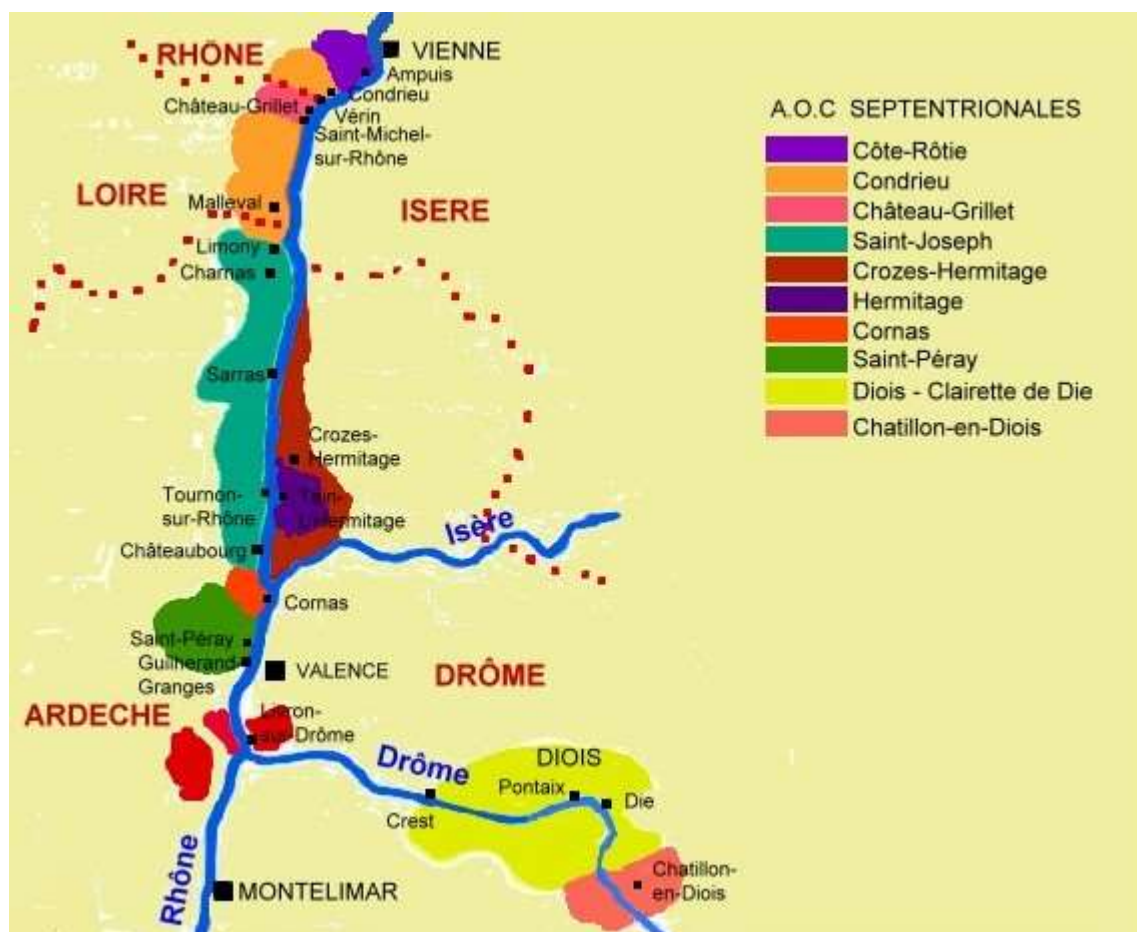 RHÔNE
VIENNE
Ampuis
Condrieu
Château-Grillet
Vérin
Saint-Michel-
sur-Rhône
LOIRE
Malleval
ISERE
Limony
Charnas
Sarras
Crozes-
Hermitage
Tournon-
sur-Rhône
Tain-
L'Hermitage
Isère
Châteaubourg
Cornas
Saint-Péray
Guilherand
Granges
VALENCE
DRÔME
ARDECHE
Livron-
sur-Drôme
Drôme
DIOIS
Pontaix
Die
Crest
Rhône
MONTELIMAR
Chatillon-
en-Diois
A.O.C SEPTENTRIONALES
Côte-Rôtie
Condrieu
Château-Grillet
Saint-Joseph
Crozes-Hermitage
Hermitage
Cornas
Saint-Péray
Diois - Clairette de Die
Chatillon-en-Diois